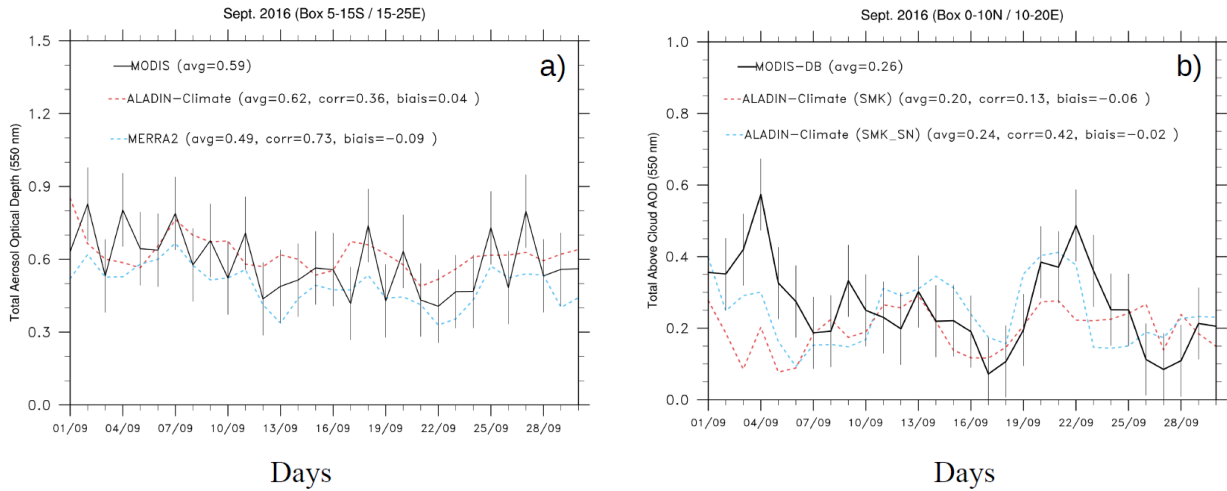 Sept. 2016 (Box 5-15S / 15-25E)
a)
MODIS (avg=0.59)
ALADIN-Climate (avg=0.62, corr=0.36, biais=0.04 )
MERRA2 (avg=0.49, corr=0.73, biais=-0.09 )
Total Aerosol Optical Depth (550 nm)
1.5
1.2
0.9
0.6
0.3
0.0
01/09 04/09 07/09 10/09 13/09 16/09 19/09 22/09 25/09 28/09
Days
Sept. 2016 (Box 0-10N / 10-20E)
b)
MODIS-DB (avg=0.26)
ALADIN-Climate (SMK) (avg=0.20, corr=0.13, biais=-0.06 )
ALADIN-Climate (SMK_SN) (avg=0.24, corr=0.42, biais=-0.02 )
Total Above Cloud AOD (550 nm)
1.0
0.8
0.6
0.4
0.2
0.0
01/09 04/09 07/09 10/09 13/09 16/09 19/09 22/09 25/09 28/09
Days